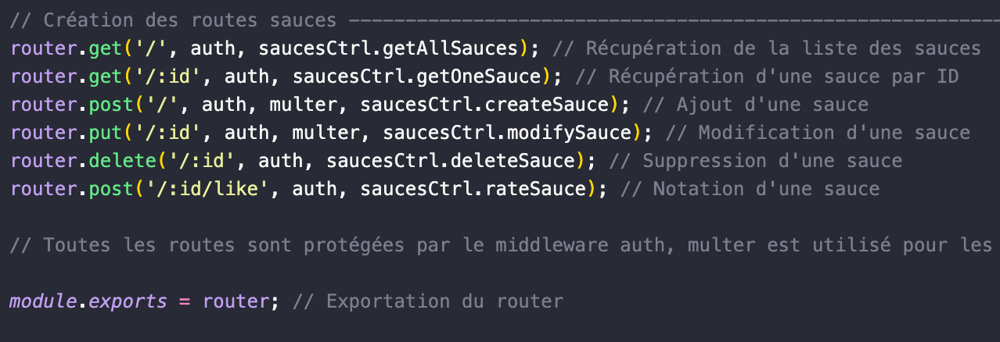 // Création des routes sauces ----------------------------------------------------------
router.get('/', auth, saucesCtrl.getAllSauces); // Récupération de la liste des sauces
router.get('/:id', auth, saucesCtrl.getOneSauce); // Récupération d'une sauce par ID
router.post('/', auth, multer, saucesCtrl.createSauce); // Ajout d'une sauce
router.put('/:id', auth, multer, saucesCtrl.modifySauce); // Modification d'une sauce
router.delete('/:id', auth, saucesCtrl.deleteSauce); // Suppression d'une sauce
router.post('/:id/like', auth, saucesCtrl.rateSauce); // Notation d'une sauce
// Toutes les routes sont protégées par le middleware auth, multer est utilisé pour les
module.exports = router; // Exportation du router